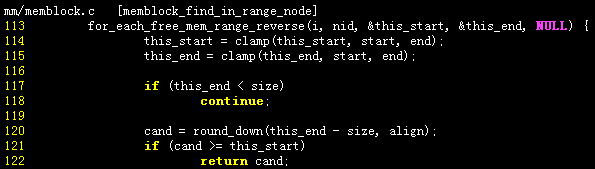 mm/memblock.c [memblock_find_in_range_node]
113 for_each_free_mem_range_reverse(i, nid, &this_start, &this_end, NULL) {
114 this_start = clamp(this_start, start, end);
115 this_end = clamp(this_end, start, end);
116
117 if (this_end < size)
118 continue;
119
120 cand = round_down(this_end - size, align);
121 if (cand >= this_start)
122 return cand;